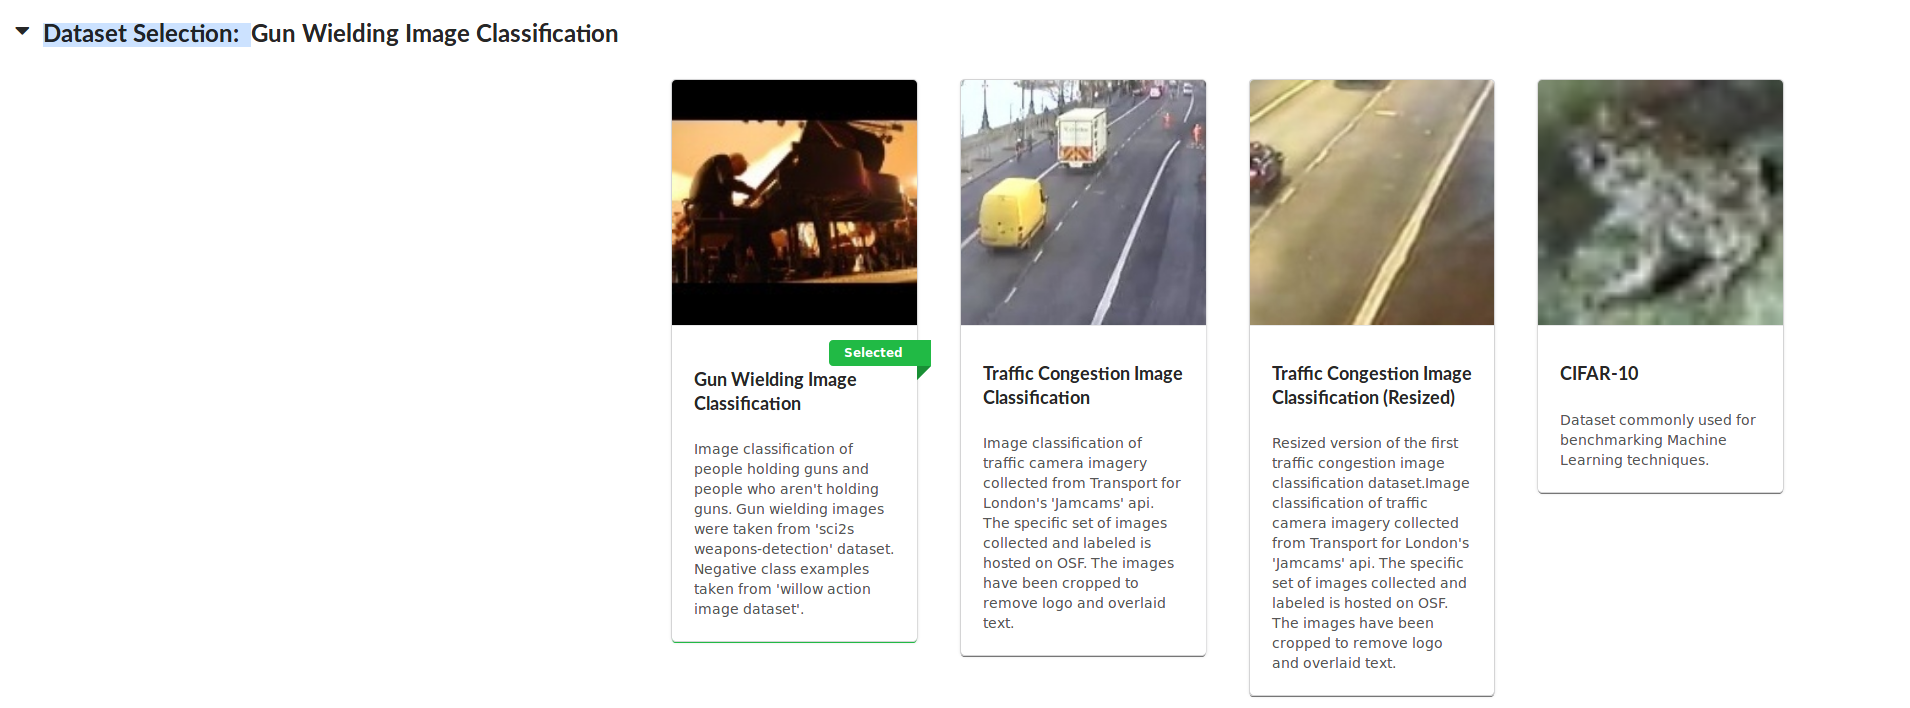 Dataset Selection: Gun Wielding Image Classification
Selected
Gun Wielding Image
Classification
Image classification of
people holding guns and
people who aren't holding
guns. Gun wielding images
were taken from 'sci2s
weapons-detection' dataset.
Negative class examples
taken from 'willow action
image dataset'.
Traffic Congestion Image
Classification
Image classification of
traffic camera imagery
collected from Transport for
London's 'Jamcams' api.
The specific set of images
collected and labeled is
hosted on OSF. The images
have been cropped to
remove logo and overlaid
text.
Traffic Congestion Image
Classification (Resized)
Resized version of the first
traffic congestion image
classification dataset.Image
classification of traffic
camera imagery collected
from Transport for London's
'Jamcams' api. The specific
set of images collected and
labeled is hosted on OSF.
The images have been
cropped to remove logo
and overlaid text.
CIFAR-10
Dataset commonly used for
benchmarking Machine
Learning techniques.